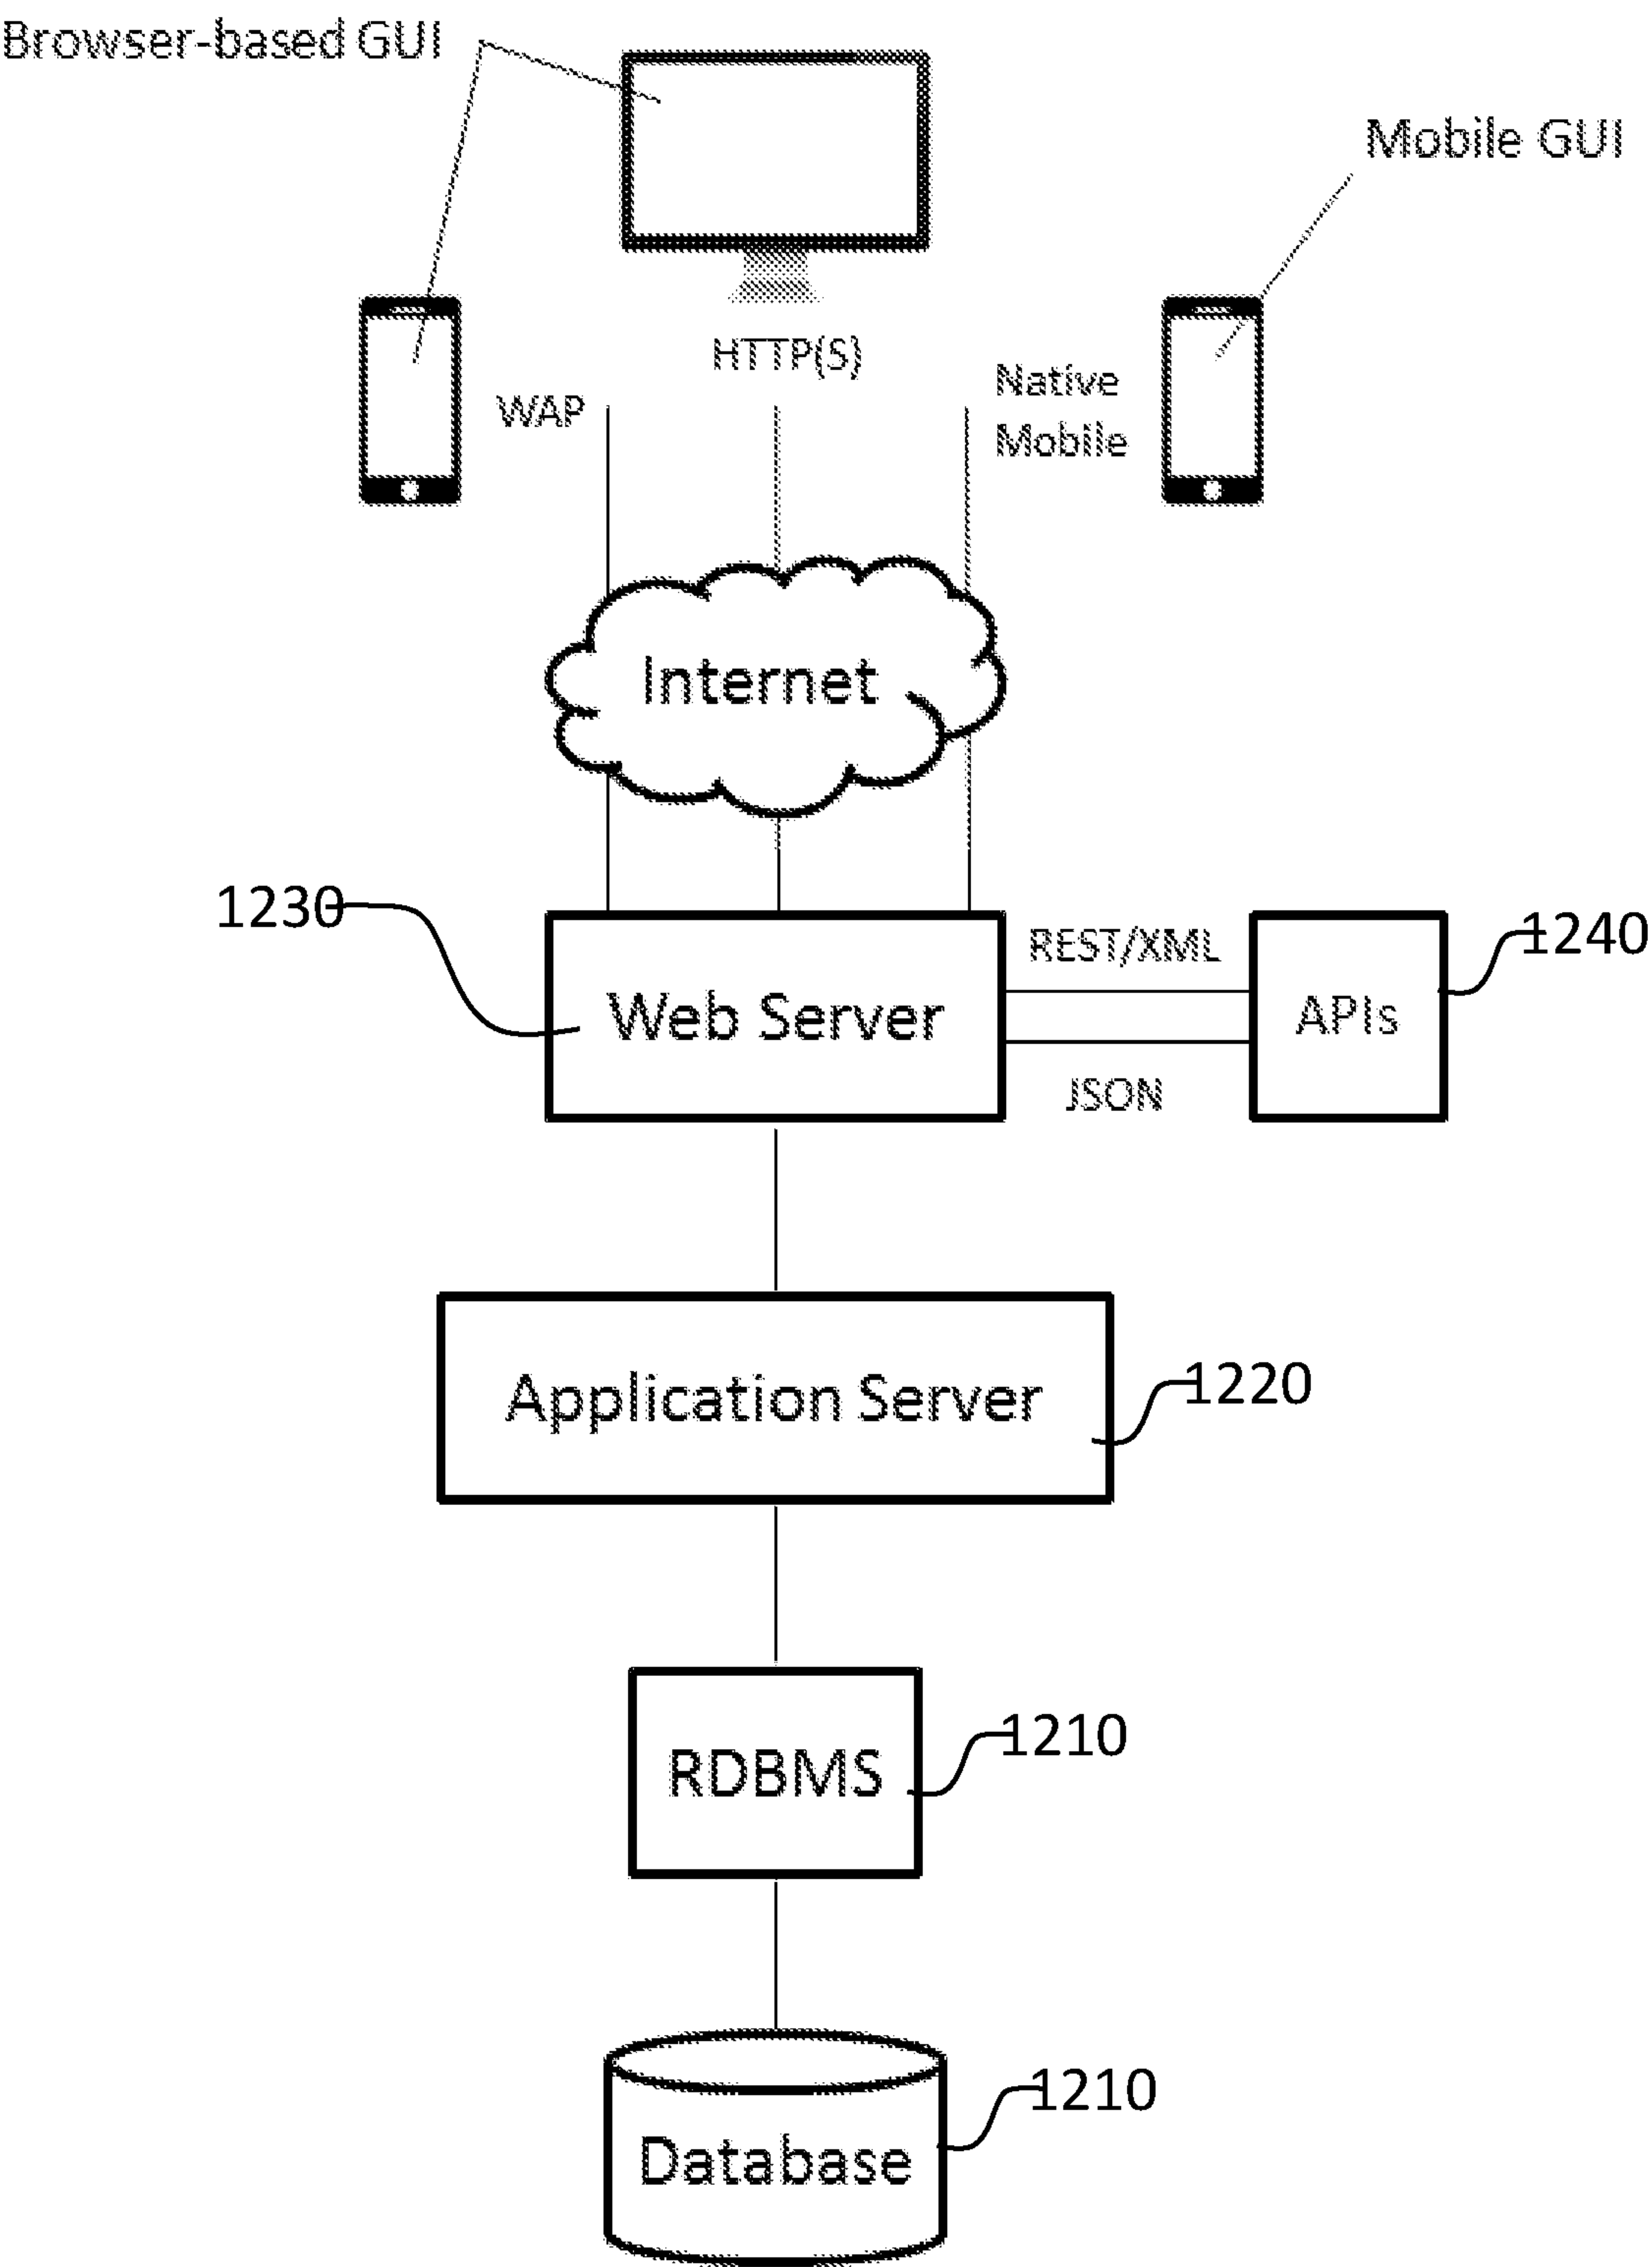 Browser-based GUI
Mobile GUI
HTTP(S)
WAP
Native
Mobile
Internet
1230
Web Server
REST/XML
JSON
APIs
1240
Application Server
1220
RDBMS
1210
Database
1210